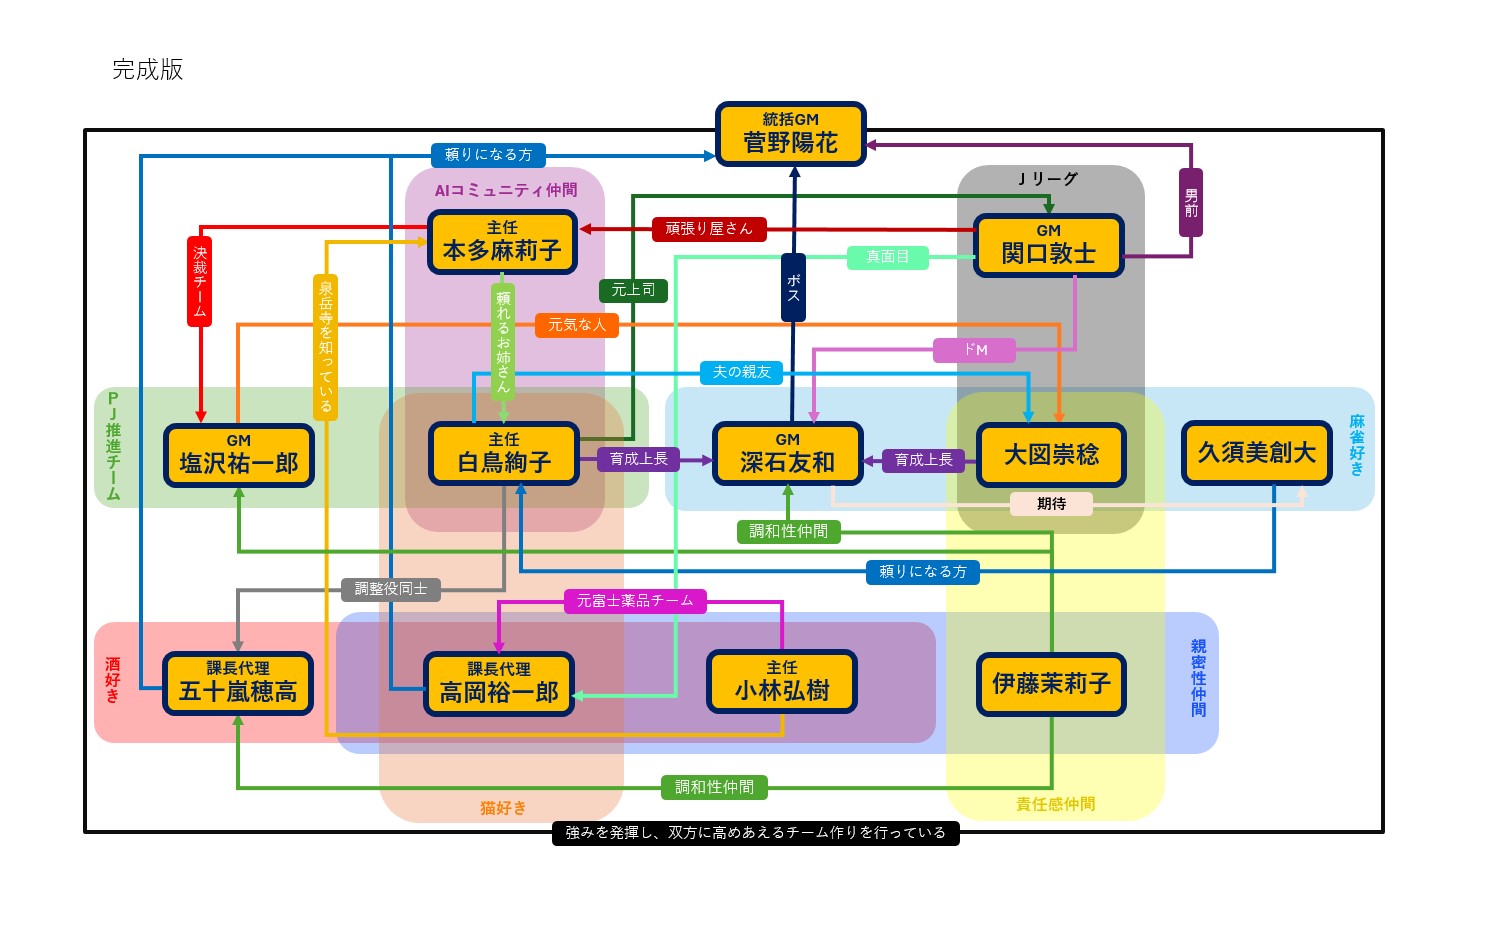 完成版
統括GM
菅野陽花
頼りになる方
男前
AIコミュニティ仲間
Jリーグ
主任
本多麻莉子
頑張り屋さん
GM
関口敦士
決裁チーム
真面目
ボス
泉岳寺を知っている
頼れるお姉さん
元上司
元気な人
ドM
夫の親友
PJ推進チーム
GM
塩沢祐一郎
主任
白鳥絢子
育成上長
GM
深石友和
育成上長
大図崇稔
久須美創大
麻雀好き
期待
調和性仲間
頼りになる方
調整役同士
元富士薬品チーム
酒好き
課長代理
五十嵐穂高
課長代理
高岡裕一郎
主任
小林弘樹
伊藤茉莉子
親密性仲間
調和性仲間
猫好き
責任感仲間
強みを発揮し、双方に高めあえるチーム作りを行っている